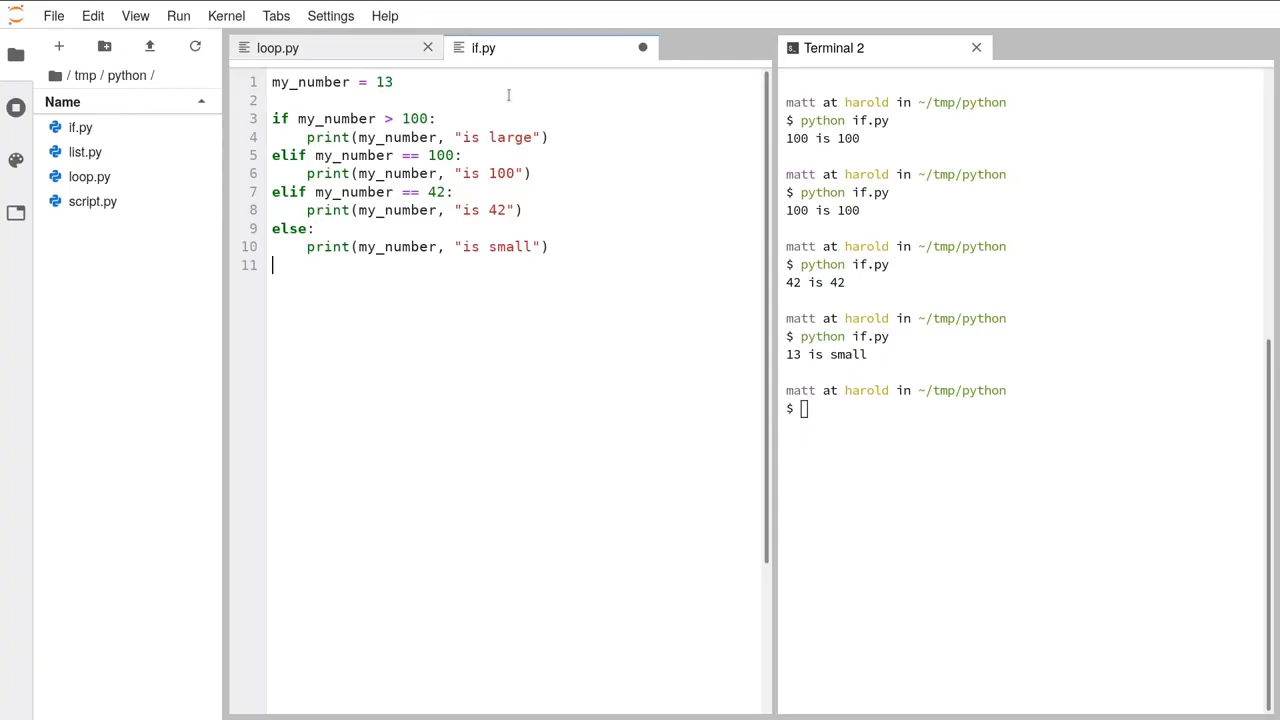 File Edit View Run Kernel Tabs Settings Help
/ tmp / python /
Name
if.py
list.py
loop.py
script.py
loop.py
if.py
1 my_number = 13
2
3 if my_number > 100:
4     print(my_number, "is large")
5 elif my_number == 100:
6     print(my_number, "is 100")
7 elif my_number == 42:
8     print(my_number, "is 42")
9 else:
10     print(my_number, "is small")
11
Terminal 2
matt at harold in ~/tmp/python
$ python if.py
100 is 100
matt at harold in ~/tmp/python
$ python if.py
100 is 100
matt at harold in ~/tmp/python
$ python if.py
42 is 42
matt at harold in ~/tmp/python
$ python if.py
13 is small
matt at harold in ~/tmp/python
$